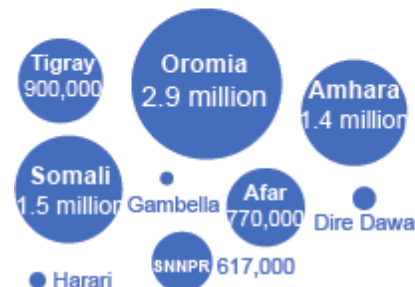 Tigray
900,000
Oromia
2.9 million
Amhara
1.4 million
Somali
1.5 million
Gambella
Afar
770,000
Dire Dawa
SNNPR 617,000
Harari